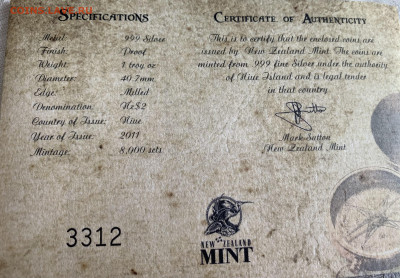 SPECIFICATIONS
Metal: .999 Silver
Finish: Proof
Weight: 1 troy oz
Diameter: 40.7mm
Edge: Milled
Denomination: NZ$2
Country of Issue: Niue
Year of Issue: 2011
Mintage: 8,000 sets
3312
CERTIFICATE OF AUTHENTICITY
This is to certify that the enclosed coins are
issued by New Zealand Mint. The coins are
minted from .999 fine Silver under the authority
of Niue Island and is legal tender
in that country.
Mark Sutton
New Zealand Mint
NEW ZEALAND
MINT